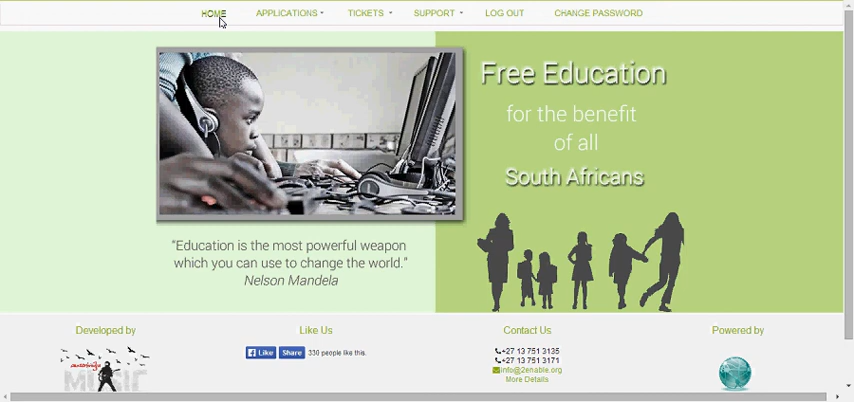 HOME APPLICATIONS TICKETS SUPPORT LOG OUT CHANGE PASSWORD
Free Education
for the benefit
of all
South Africans
"Education is the most powerful weapon
which you can use to change the world."
Nelson Mandela
Developed by
Like Us
Contact Us
Powered by
Like Share 330 people like this.
+27 13 751 3135
+27 13 751 3171
info@2enable.org
More Details
MUSIC